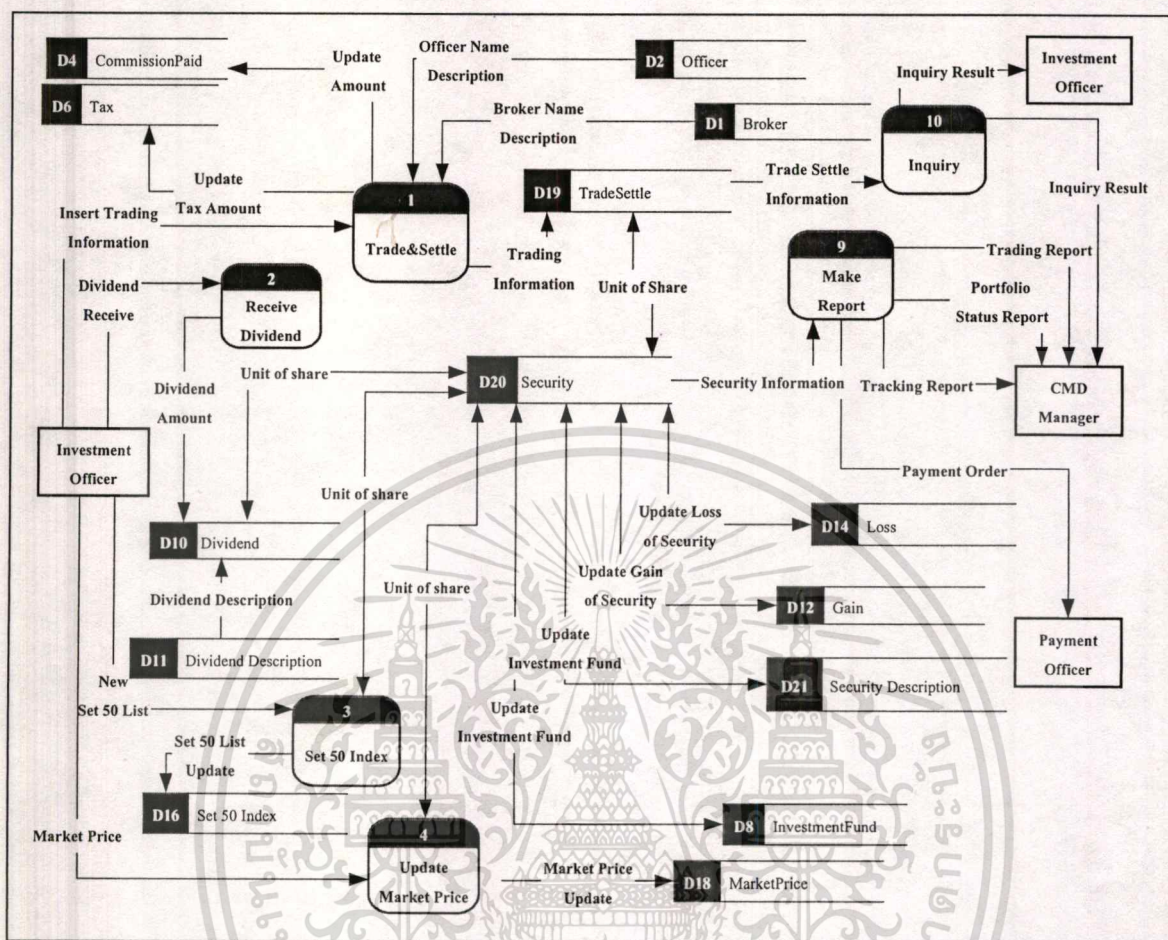 D4 CommissionPaid
Update
Amount
Officer Name
Description
D2 Officer
Inquiry Result
Investment
Officer
D6 Tax
Broker Name
Description
D1 Broker
10
Inquiry
Update
Tax Amount
1
Trade&Settle
D19 TradeSettle
Trade Settle
Information
Inquiry Result
Insert Trading
Information
Trading
Information
Unit of Share
9
Make
Report
Trading Report
Portfolio
Status Report
Dividend
Receive
2
Receive
Dividend
Unit of share
D20 Security
Security Information
Tracking Report
CMD
Manager
Dividend
Amount
Investment
Officer
Unit of share
Payment Order
D10 Dividend
Update Loss
of Security
D14 Loss
Unit of share
Update Gain
of Security
D12 Gain
Dividend Description
D11 Dividend Description
Update
Investment Fund
D21 Security Description
Payment
Officer
New
Set 50 List
3
Set 50 Index
Update
Investment Fund
Set 50 List
Update
D16 Set 50 Index
D8 InvestmentFund
Market Price
4
Update
Market Price
Market Price
Update
D18 MarketPrice